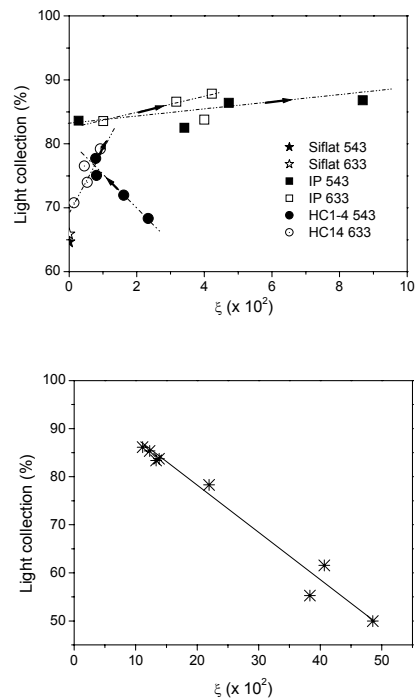 100
90
80
70
60
Light collection (%)
Siflat 543
Siflat 633
IP 543
IP 633
HC1-4 543
HC14 633
0 2 4 6 8 10
ξ (x 10²)
100
90
80
70
60
50
Light collection (%)
0 10 20 30 40 50
ξ (x 10²)